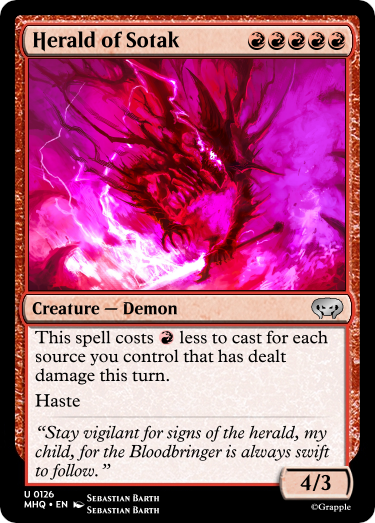 Herald of Sotak
Creature — Demon
This spell costs less to cast for each
source you control that has dealt
damage this turn.
Haste
“Stay vigilant for signs of the herald, my
child, for the Bloodbringer is always swift
to follow.”
4/3
U 0126
MHQ • EN SEBASTIAN BARTH
SEBASTIAN BARTH
©Grapple